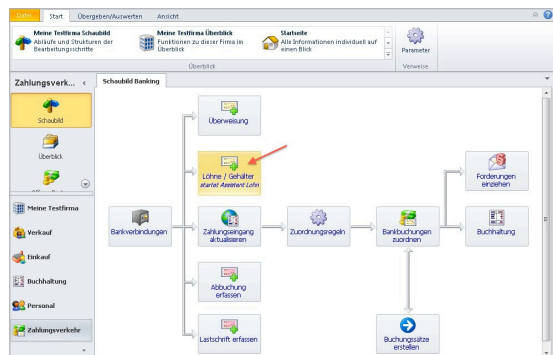 Datei Start Übergeben/Auswerten Ansicht
Meine Testfirma Schaubild
Abläufe und Strukturen der
Bearbeitungsschritte
Meine Testfirma Überblick
Funktionen zu dieser Firma im
Überblick
Startseite
Alle Informationen individuell auf
einen Blick
Parameter
Überblick
Verweise
Zahlungsverk...
Schaubild
Überblick
Meine Testfirma
Verkauf
Einkauf
Buchhaltung
Personal
Zahlungsverkehr
Schaubild Banking
Überweisung
Löhne / Gehälter
startet Assistent Lohn
Forderungen
einziehen
Bankverbindungen
Zahlungseingang
aktualisieren
Zuordnungsregeln
Bankbuchungen
zuordnen
Buchhaltung
Abbuchung
erfassen
Lastschrift erfassen
Buchungssätze
erstellen